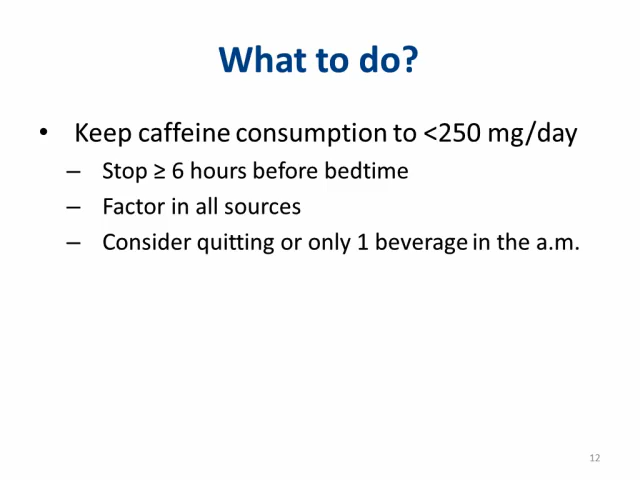 What to do?
• Keep caffeine consumption to <250 mg/day
– Stop ≥ 6 hours before bedtime
– Factor in all sources
– Consider quitting or only 1 beverage in the a.m.
12